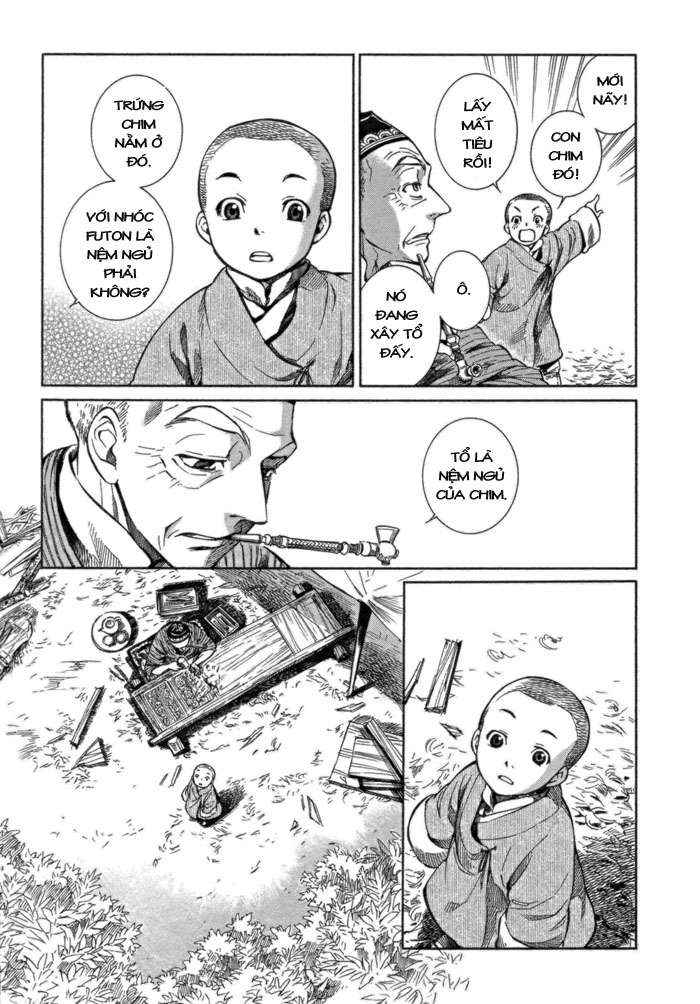 MỚI
NÃY!
CON
CHIM
ĐÓ!
LẤY
MẤT
TIÊU
RỒI!
Ô.
NÓ
ĐANG
XÂY TỔ
ĐẤY.
TRỨNG
CHIM
NẰM Ở
ĐÓ.
VỚI NHÓC
FUTON LÀ
NỆM NGỦ
PHẢI
KHÔNG?
TỔ LÀ
NỆM NGỦ
CỦA CHIM.